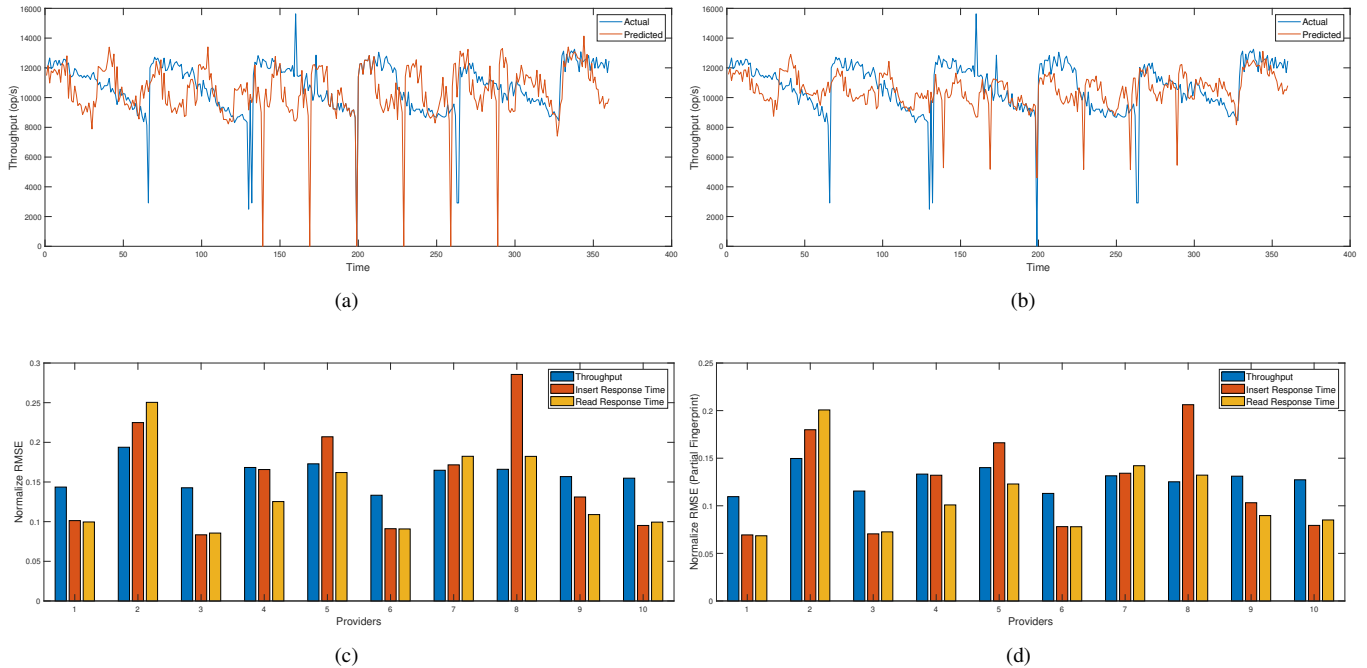 16000
14000
12000
10000
8000
6000
4000
2000
0
Throughput (op/s)
0 50 100 150 200 250 300 350 400
Time
Actual
Predicted
(a)
16000
14000
12000
10000
8000
6000
4000
2000
0
Throughput (op/s)
0 50 100 150 200 250 300 350 400
Time
Actual
Predicted
(b)
0.3
0.25
0.2
0.15
0.1
0.05
0
Normalize RMSE
1 2 3 4 5 6 7 8 9 10
Providers
Throughput
Insert Response Time
Read Response Time
(c)
0.25
0.2
0.15
0.1
0.05
0
Normalize RMSE (Partial Fingerprint)
1 2 3 4 5 6 7 8 9 10
Providers
Throughput
Insert Response Time
Read Response Time
(d)